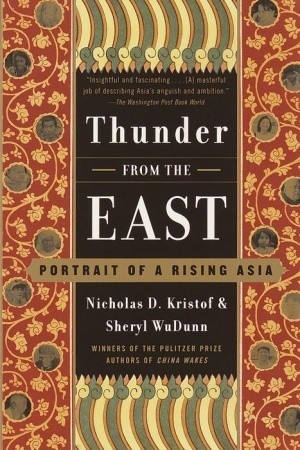 "Insightful and fascinating. . . . [A] masterful
job of describing Asia's anguish and ambition."
—The Washington Post Book World
Thunder
FROM THE
EAST
PORTRAIT OF A RISING ASIA
Nicholas D. Kristof &
Sheryl WuDunn
WINNERS OF THE PULITZER PRIZE
AUTHORS OF CHINA WAKES